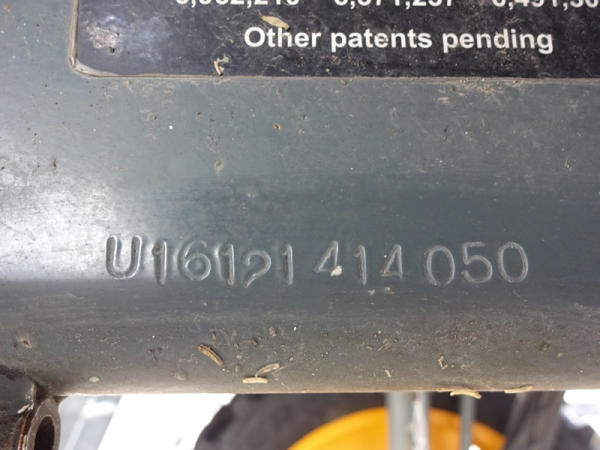 Other patents pending
U16121 414 050